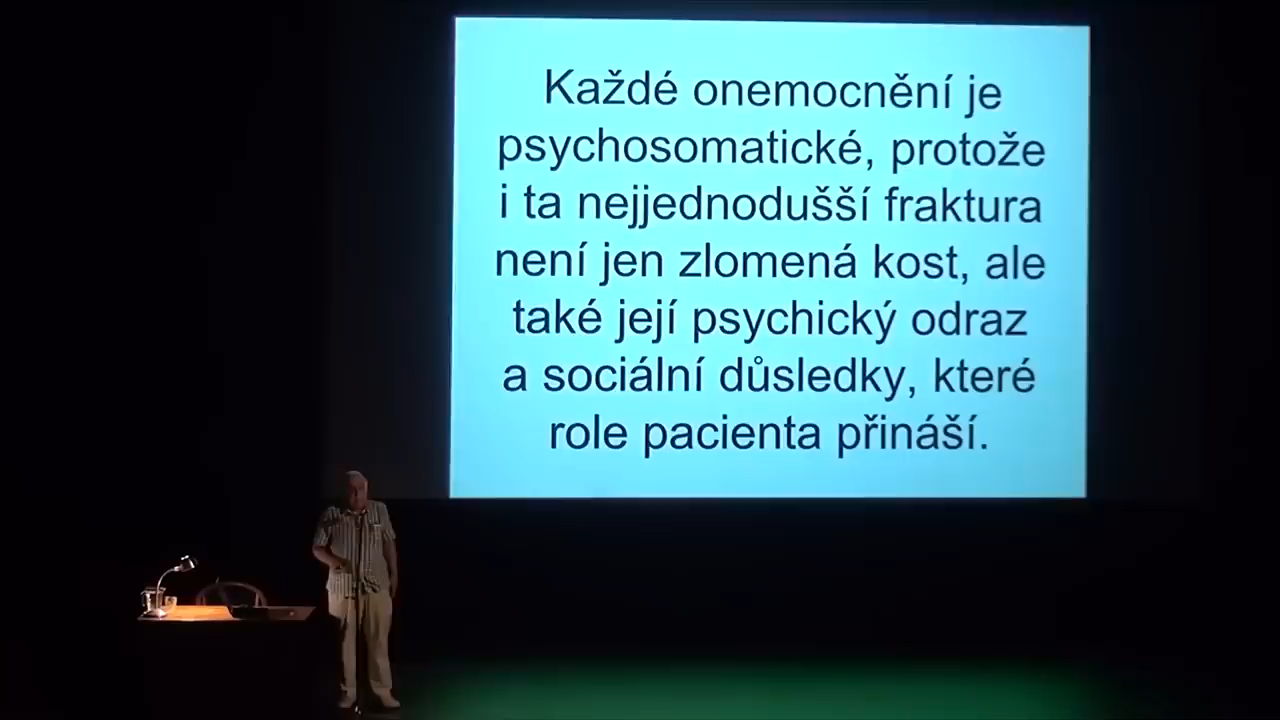 Každé onemocnění je
psychosomatické, protože
i ta nejjednodušší fraktura
není jen zlomená kost, ale
také její psychický odraz
a sociální důsledky, které
role pacienta přináší.